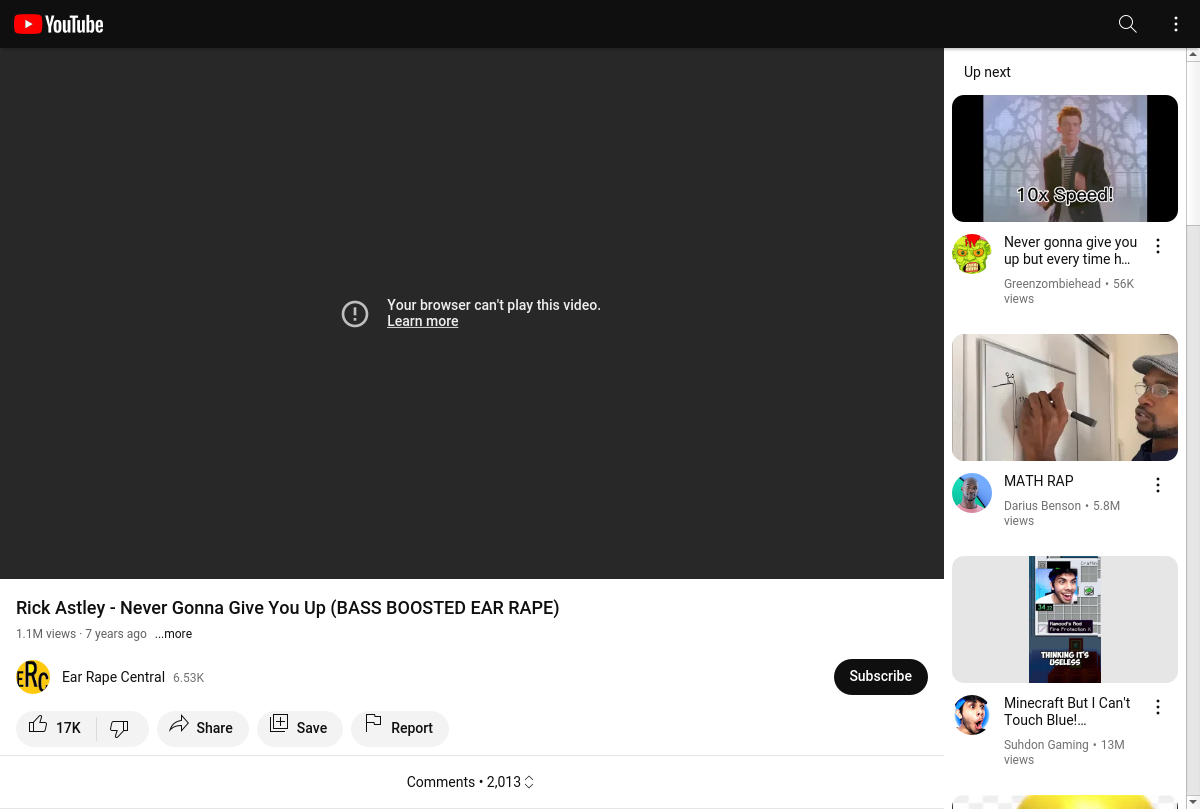 YouTube
Your browser can't play this video.
Learn more
Rick Astley - Never Gonna Give You Up (BASS BOOSTED EAR RAPE)
1.1M views · 7 years ago ...more
ERC
Ear Rape Central 6.53K
Subscribe
17K
Share
Save
Report
Comments • 2,013
Up next
10x Speed!
Never gonna give you
up but every time h...
Greenzombiehead • 56K
views
MATH RAP
Darius Benson • 5.8M
views
THINKING IT'S
USELESS
Minecraft But I Can't
Touch Blue!...
Suhdon Gaming • 13M
views